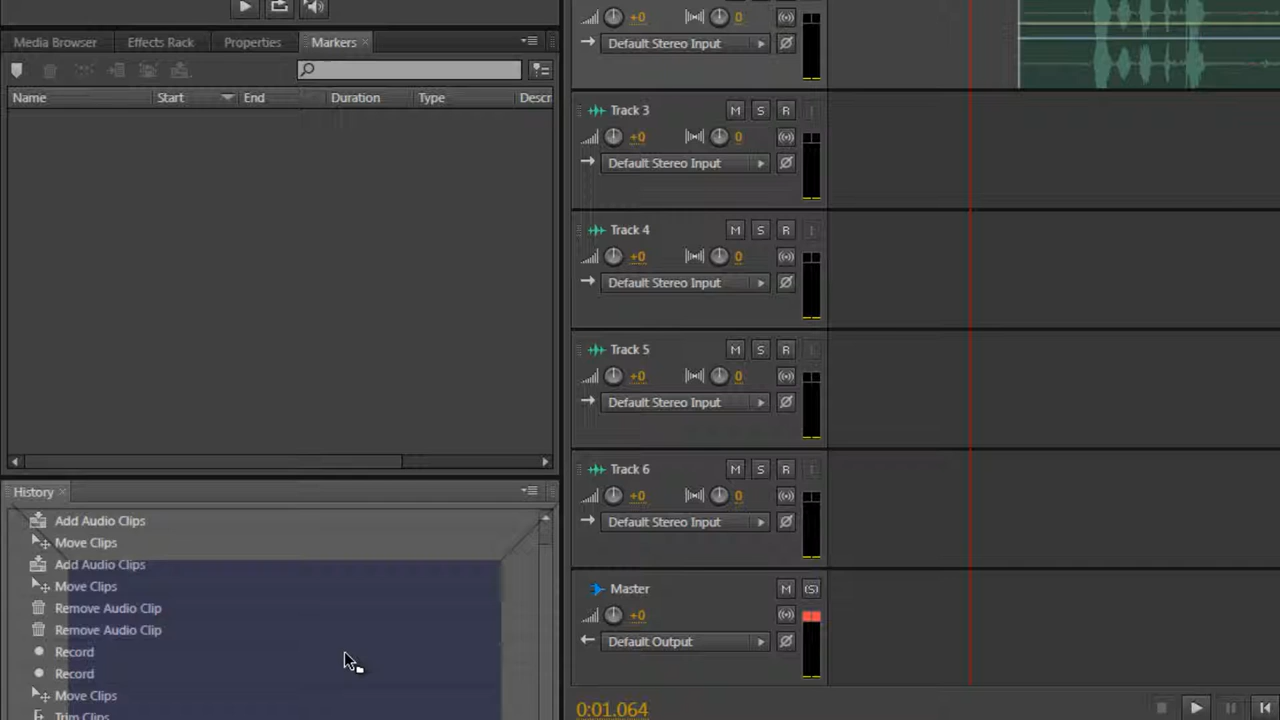 Media Browser Effects Rack Properties Markers
Name Start End Duration Type Descr
History
Add Audio Clips
Move Clips
Add Audio Clips
Move Clips
Remove Audio Clip
Remove Audio Clip
Record
Record
Move Clips
Trim Clips
+0 0
Default Stereo Input
Track 3 M S R I
+0 0
Default Stereo Input
Track 4 M S R I
+0 0
Default Stereo Input
Track 5 M S R I
+0 0
Default Stereo Input
Track 6 M S R I
+0 0
Default Stereo Input
Master M (S)
+0
Default Output
0:01.064